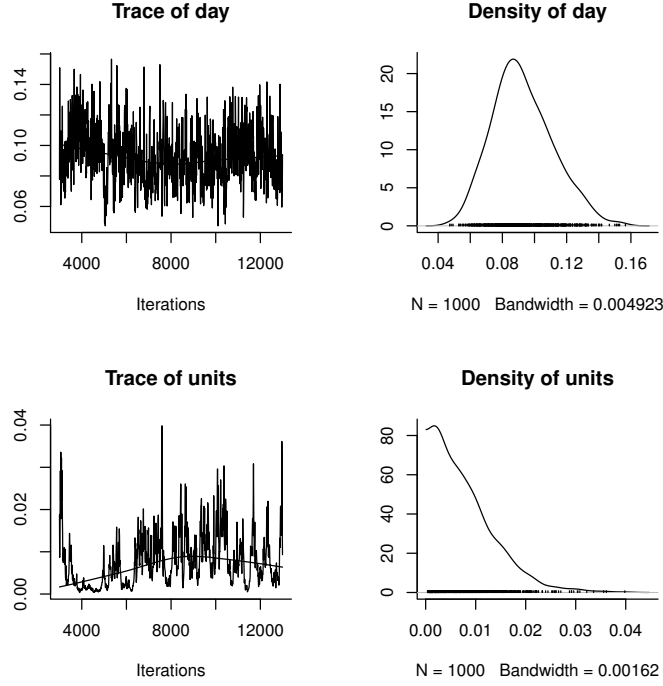 Trace of day
0.06 0.10 0.14
4000 8000 12000
Iterations
Density of day
0 5 10 15 20
0.04 0.08 0.12 0.16
N = 1000 Bandwidth = 0.004923
Trace of units
0.00 0.02 0.04
4000 8000 12000
Iterations
Density of units
0 20 40 60 80
0.00 0.01 0.02 0.03 0.04
N = 1000 Bandwidth = 0.00162